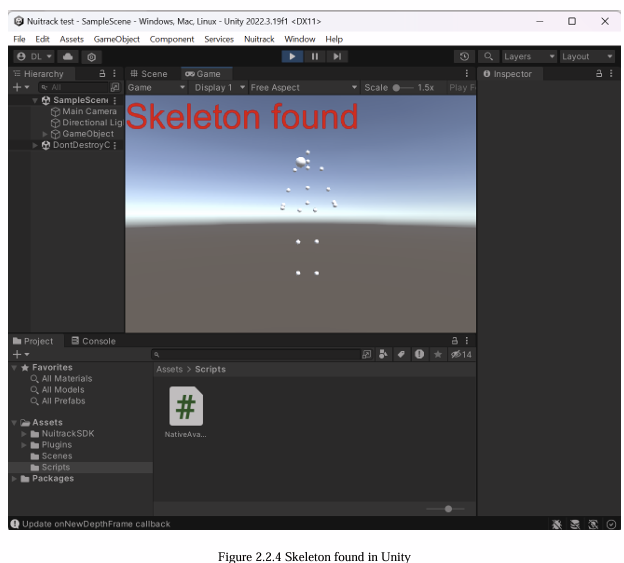 Nuitrack test - SampleScene - Windows, Mac, Linux - Unity 2022.3.19f1 <DX11>
File Edit Assets GameObject Component Services Nuitrack Window Help
DL Layers Layout
Hierarchy Scene Game Inspector
All Game Display 1 Free Aspect Scale 1.5x Play F
SampleScene
Main Camera
Directional Lig
GameObject
DontDestroyO
Skeleton found
Project Console
14
Favorites
All Materials
All Models
All Prefabs
Assets
NuitrackSDK
Plugins
Scenes
Scripts
Packages
Assets > Scripts
#
NativeAva...
Update onNewDepthFrame callback
Figure 2.2.4 Skeleton found in Unity